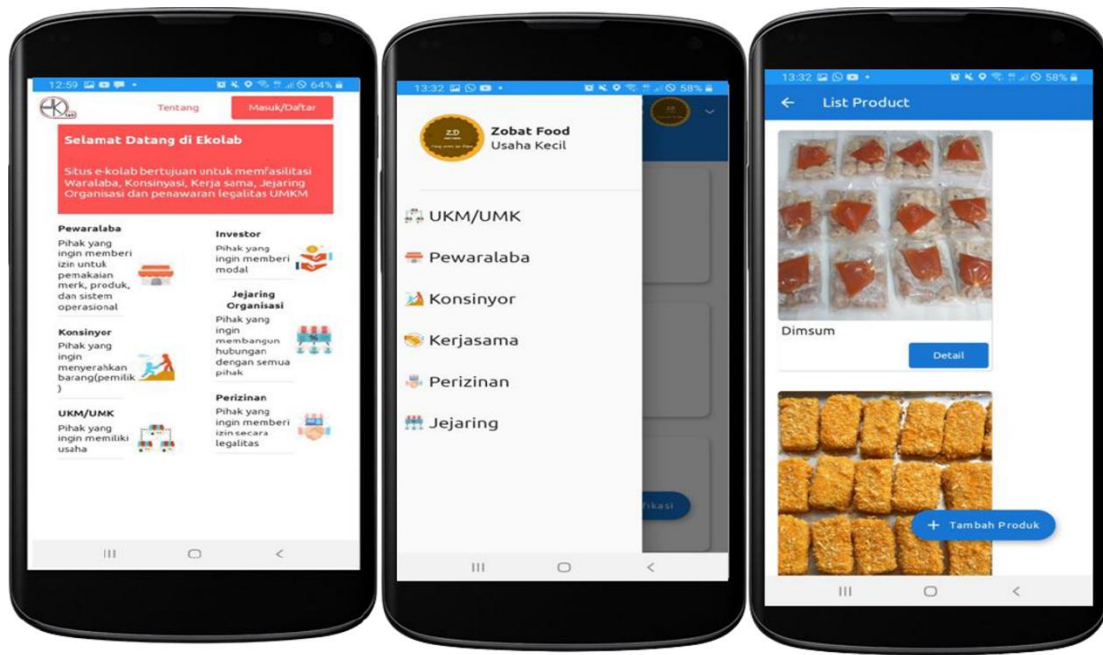 12:59
64%
Tentang
Masuk/Daftar
Selamat Datang di Ekolab
Situs e-kolab bertujuan untuk memfasilitasi
Waralaba, Konsinyasi, Kerja sama, Jejaring
Organisasi dan penawaran legalitas UMKM
Pewaralaba
Pihak yang
ingin memberi
izin untuk
pemakaian
merk, produk,
dan sistem
operasional
Konsinyor
Pihak yang
ingin
menyerahkan
barang(pemilik
)
UKM/UMK
Pihak yang
ingin memiliki
usaha
Investor
Pihak yang
ingin memberi
modal
Jejaring
Organisasi
Pihak yang
ingin
membangun
hubungan
dengan semua
pihak
Perizinan
Pihak yang
ingin memberi
izin secara
legalitas
13:32
58%
Z.D
Zobat Food
Usaha Kecil
UKM/UMK
Pewaralaba
Konsinyor
Kerjasama
Perizinan
Jejaring
fikasi
13:32
58%
List Product
Dimsum
Detail
+ Tambah Produk